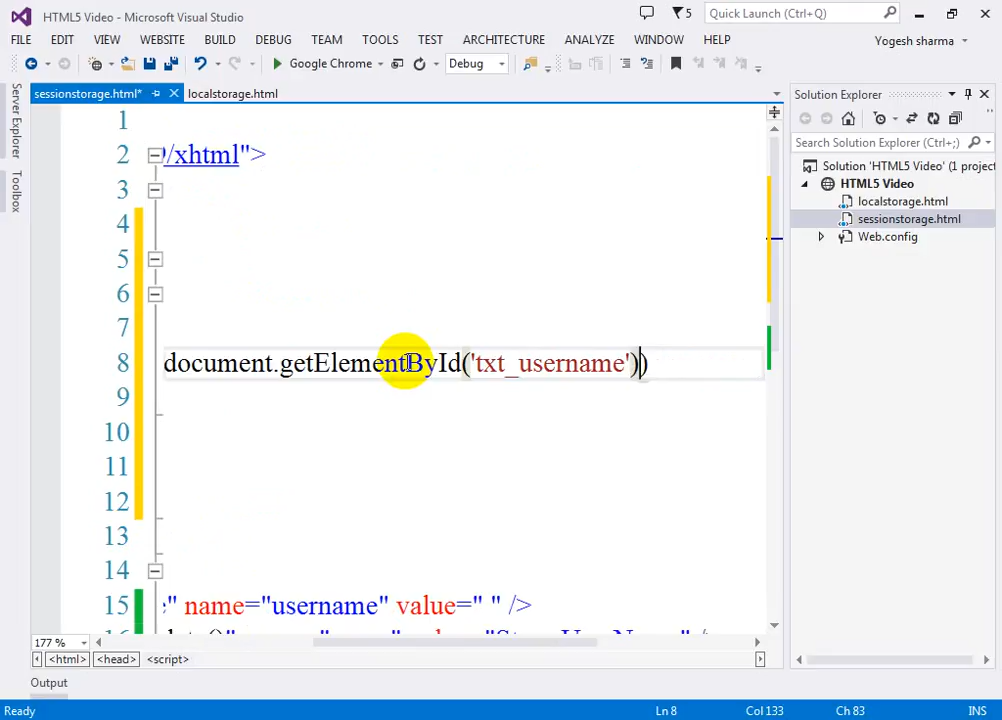 HTML5 Video - Microsoft Visual Studio
5
Quick Launch (Ctrl+Q)
FILE EDIT VIEW WEBSITE BUILD DEBUG TEAM TOOLS TEST ARCHITECTURE ANALYZE WINDOW HELP
Yogesh sharma
Google Chrome
Debug
sessionstorage.html*
localstorage.html
Server Explorer
Toolbox
1
2 /xhtml">
3
4
5
6
7
8 document.getElementById('txt_username'))
9
10
11
12
13
14
15 e" name="username" value=" " />
177 %
<html> <head> <script>
Solution Explorer
Search Solution Explorer (Ctrl+;)
Solution 'HTML5 Video' (1 project
HTML5 Video
localstorage.html
sessionstorage.html
Web.config
Output
Ready
Ln 8
Col 133
Ch 83
INS